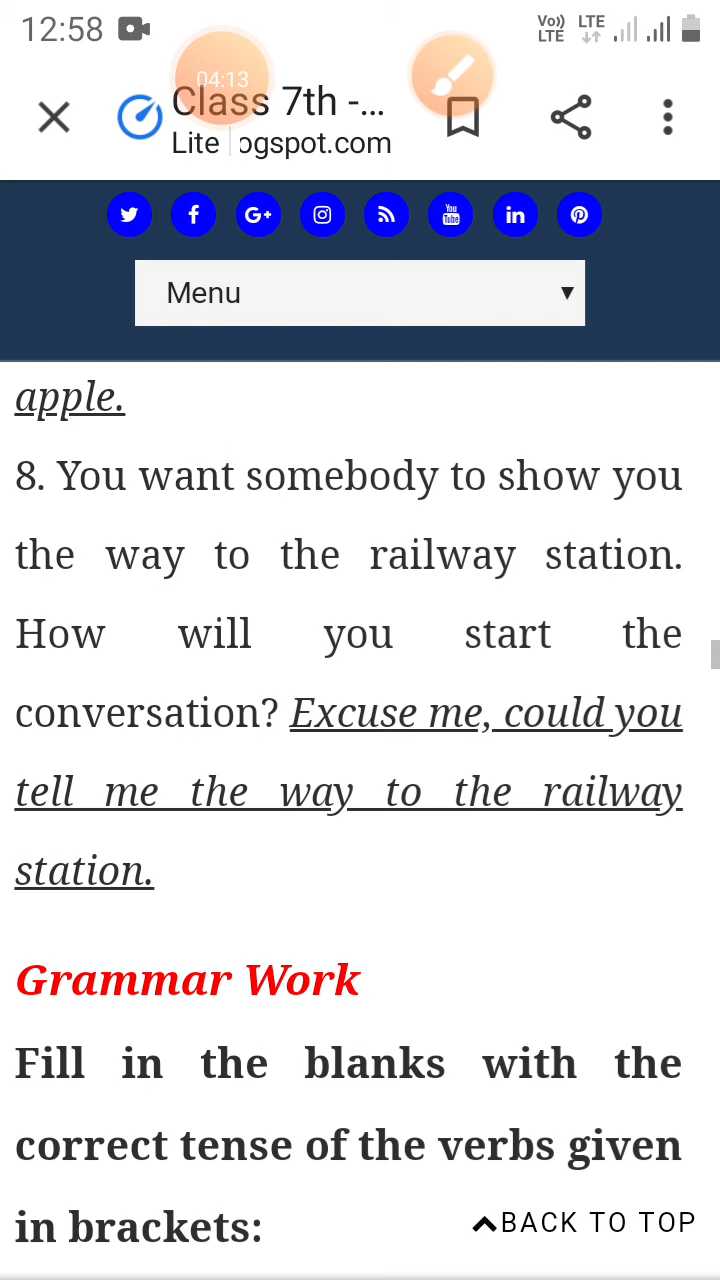 12:58
Vo)) LTE
LTE
04:13
Class 7th -...
Lite ogspot.com
You Tube
Menu
apple.
8. You want somebody to show you
the way to the railway station.
How will you start the
conversation? Excuse me, could you
tell me the way to the railway
station.
Grammar Work
Fill in the blanks with the
correct tense of the verbs given
in brackets:
BACK TO TOP